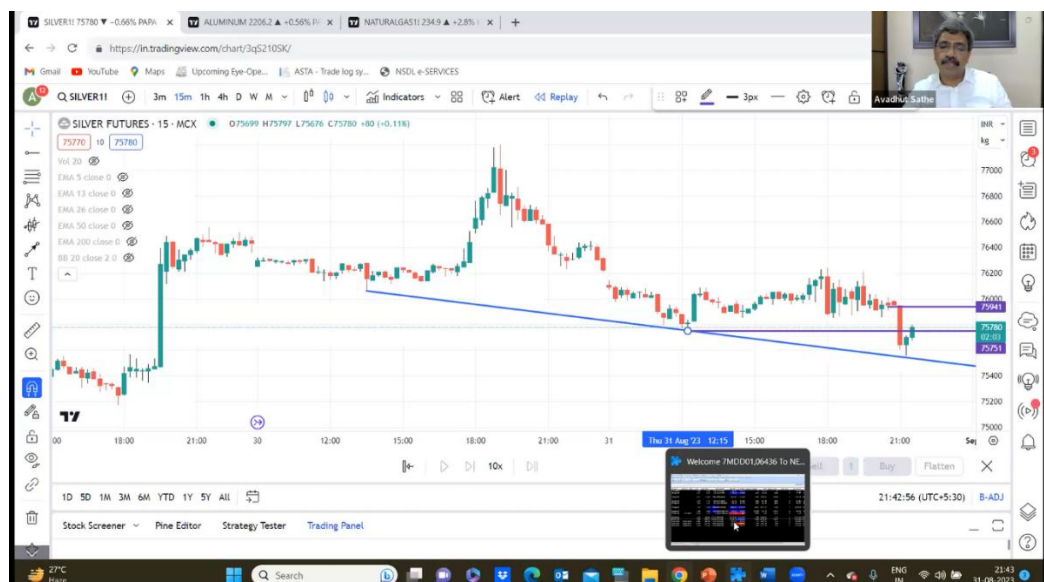 SILVER1! 75780 ▼ −0.66% PAPA
ALUMINUM 2206.2 ▲ +0.56% P
NATURALGAS1! 234.9 ▲ +2.8%
https://in.tradingview.com/chart/3qS210SK/
Gmail YouTube Maps Upcoming Eye-Ope... ASTA - Trade log sy... NSDL e-SERVICES
A 12 SILVER1! 3m 15m 1h 4h D W M Indicators Alert Replay 3px Avadhut Sathe
SILVER FUTURES · 15 · MCX O75699 H75797 L75676 C75780 +80 (+0.11%) INR
75770 10 75780 kg
Vol 20
EMA 5 close 0
EMA 13 close 0
EMA 26 close 0
EMA 50 close 0
EMA 200 close 0
BB 20 close 2 0
77000
76800
76600
76400
76200
76000
75941
75780
02:03
75751
75400
75200
75000
00 18:00 21:00 30 12:00 15:00 18:00 21:00 31 Thu 31 Aug '23 12:15 15:00 18:00 21:00 Se
10x Welcome 7MDD01,06436 To NE... ell 1 Buy Flatten
1D 5D 1M 3M 6M YTD 1Y 5Y All 21:42:56 (UTC+5:30) B-ADJ
Stock Screener Pine Editor Strategy Tester Trading Panel
27°C
Haze
Search
ENG
IN
21:43
31-08-2023